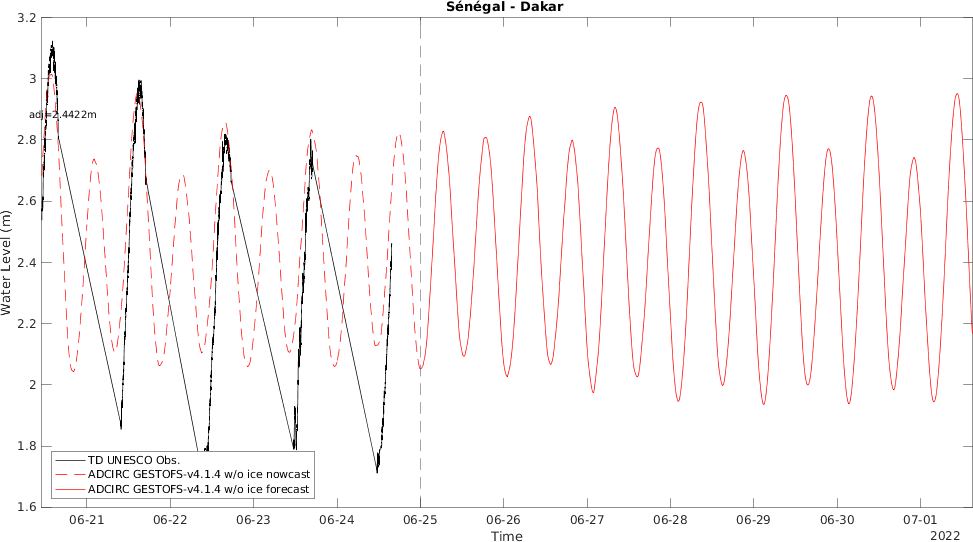 Sénégal - Dakar
3.2
3
2.8
2.6
2.4
2.2
2
1.8
1.6
Water Level (m)
adj=2.4422m
TD UNESCO Obs.
ADCIRC GESTOFS-v4.1.4 w/o ice nowcast
ADCIRC GESTOFS-v4.1.4 w/o ice forecast
06-21 06-22 06-23 06-24 06-25 06-26 06-27 06-28 06-29 06-30 07-01
Time
2022